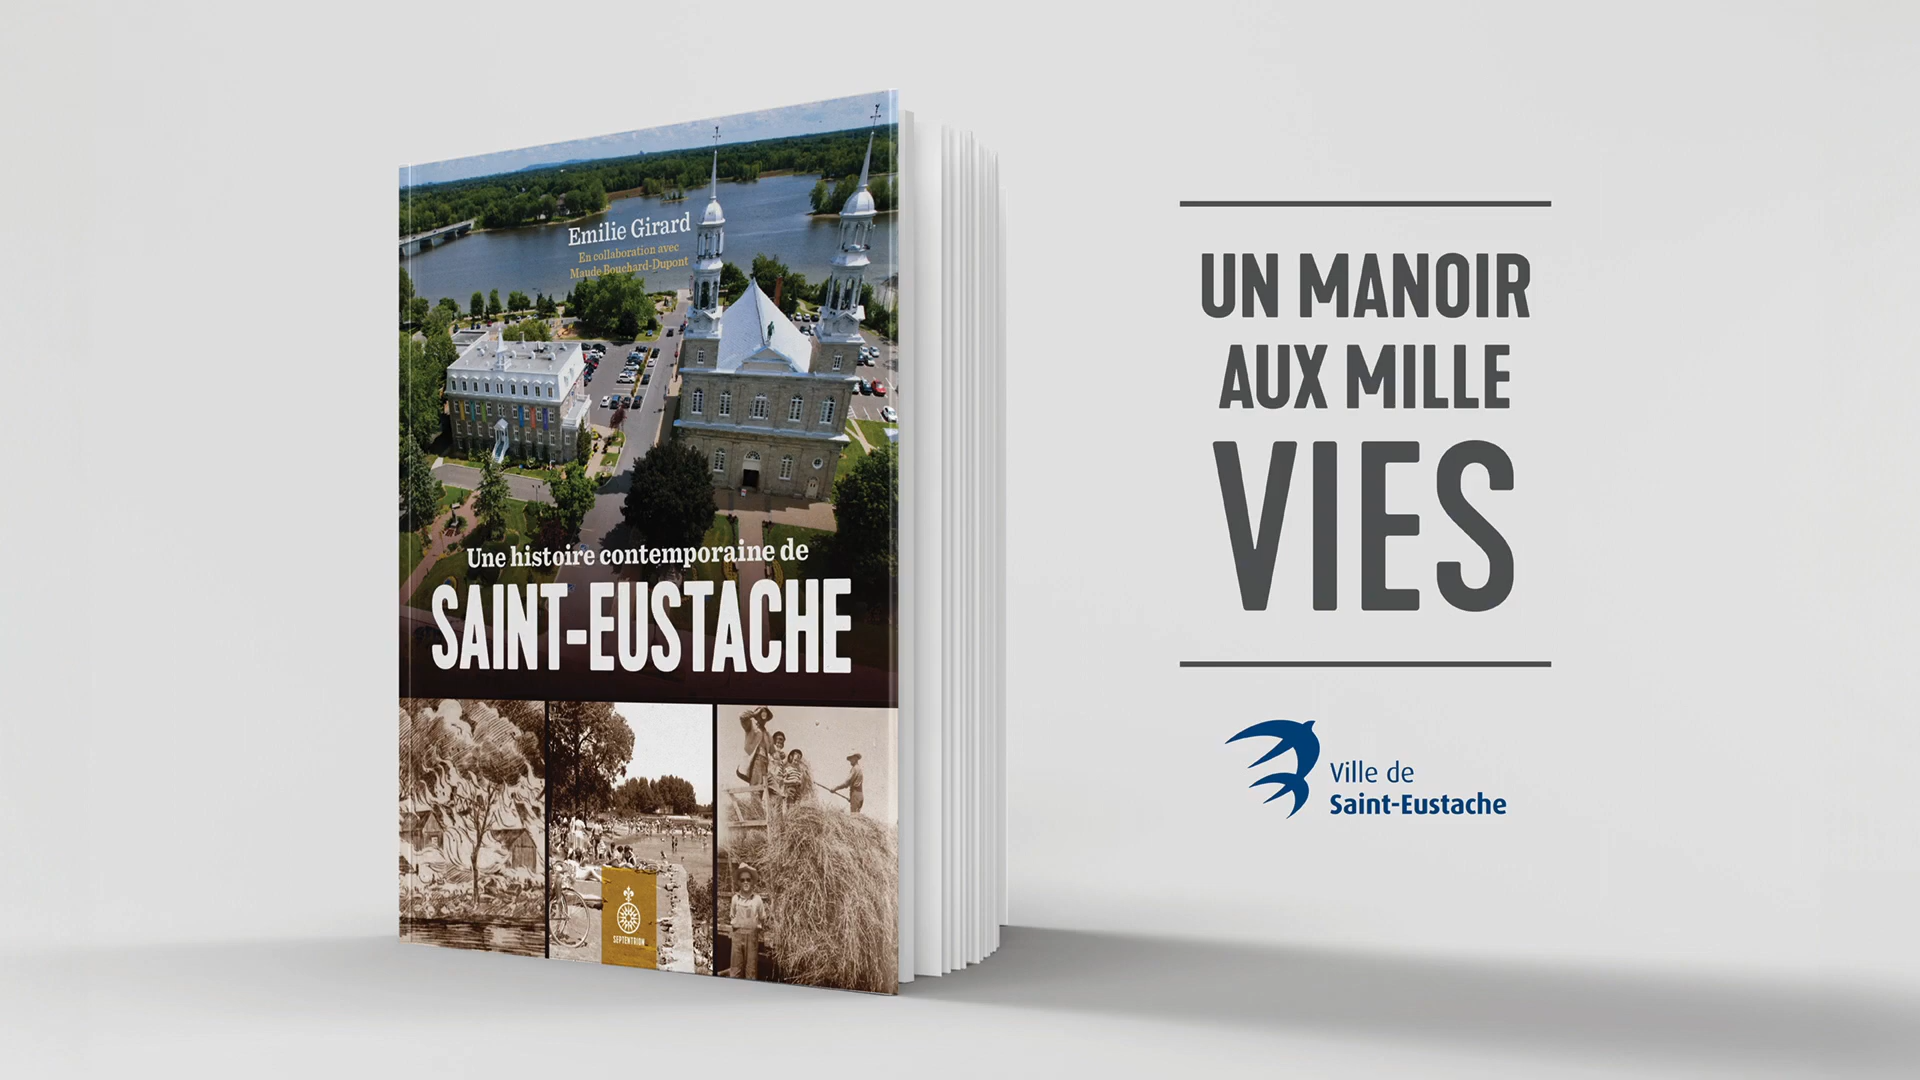 Emilie Girard
En collaboration avec
Maude Bouchard-Dupont
Une histoire contemporaine de
SAINT-EUSTACHE
SEPTENTRION
UN MANOIR
AUX MILLE
VIES
Ville de
Saint-Eustache